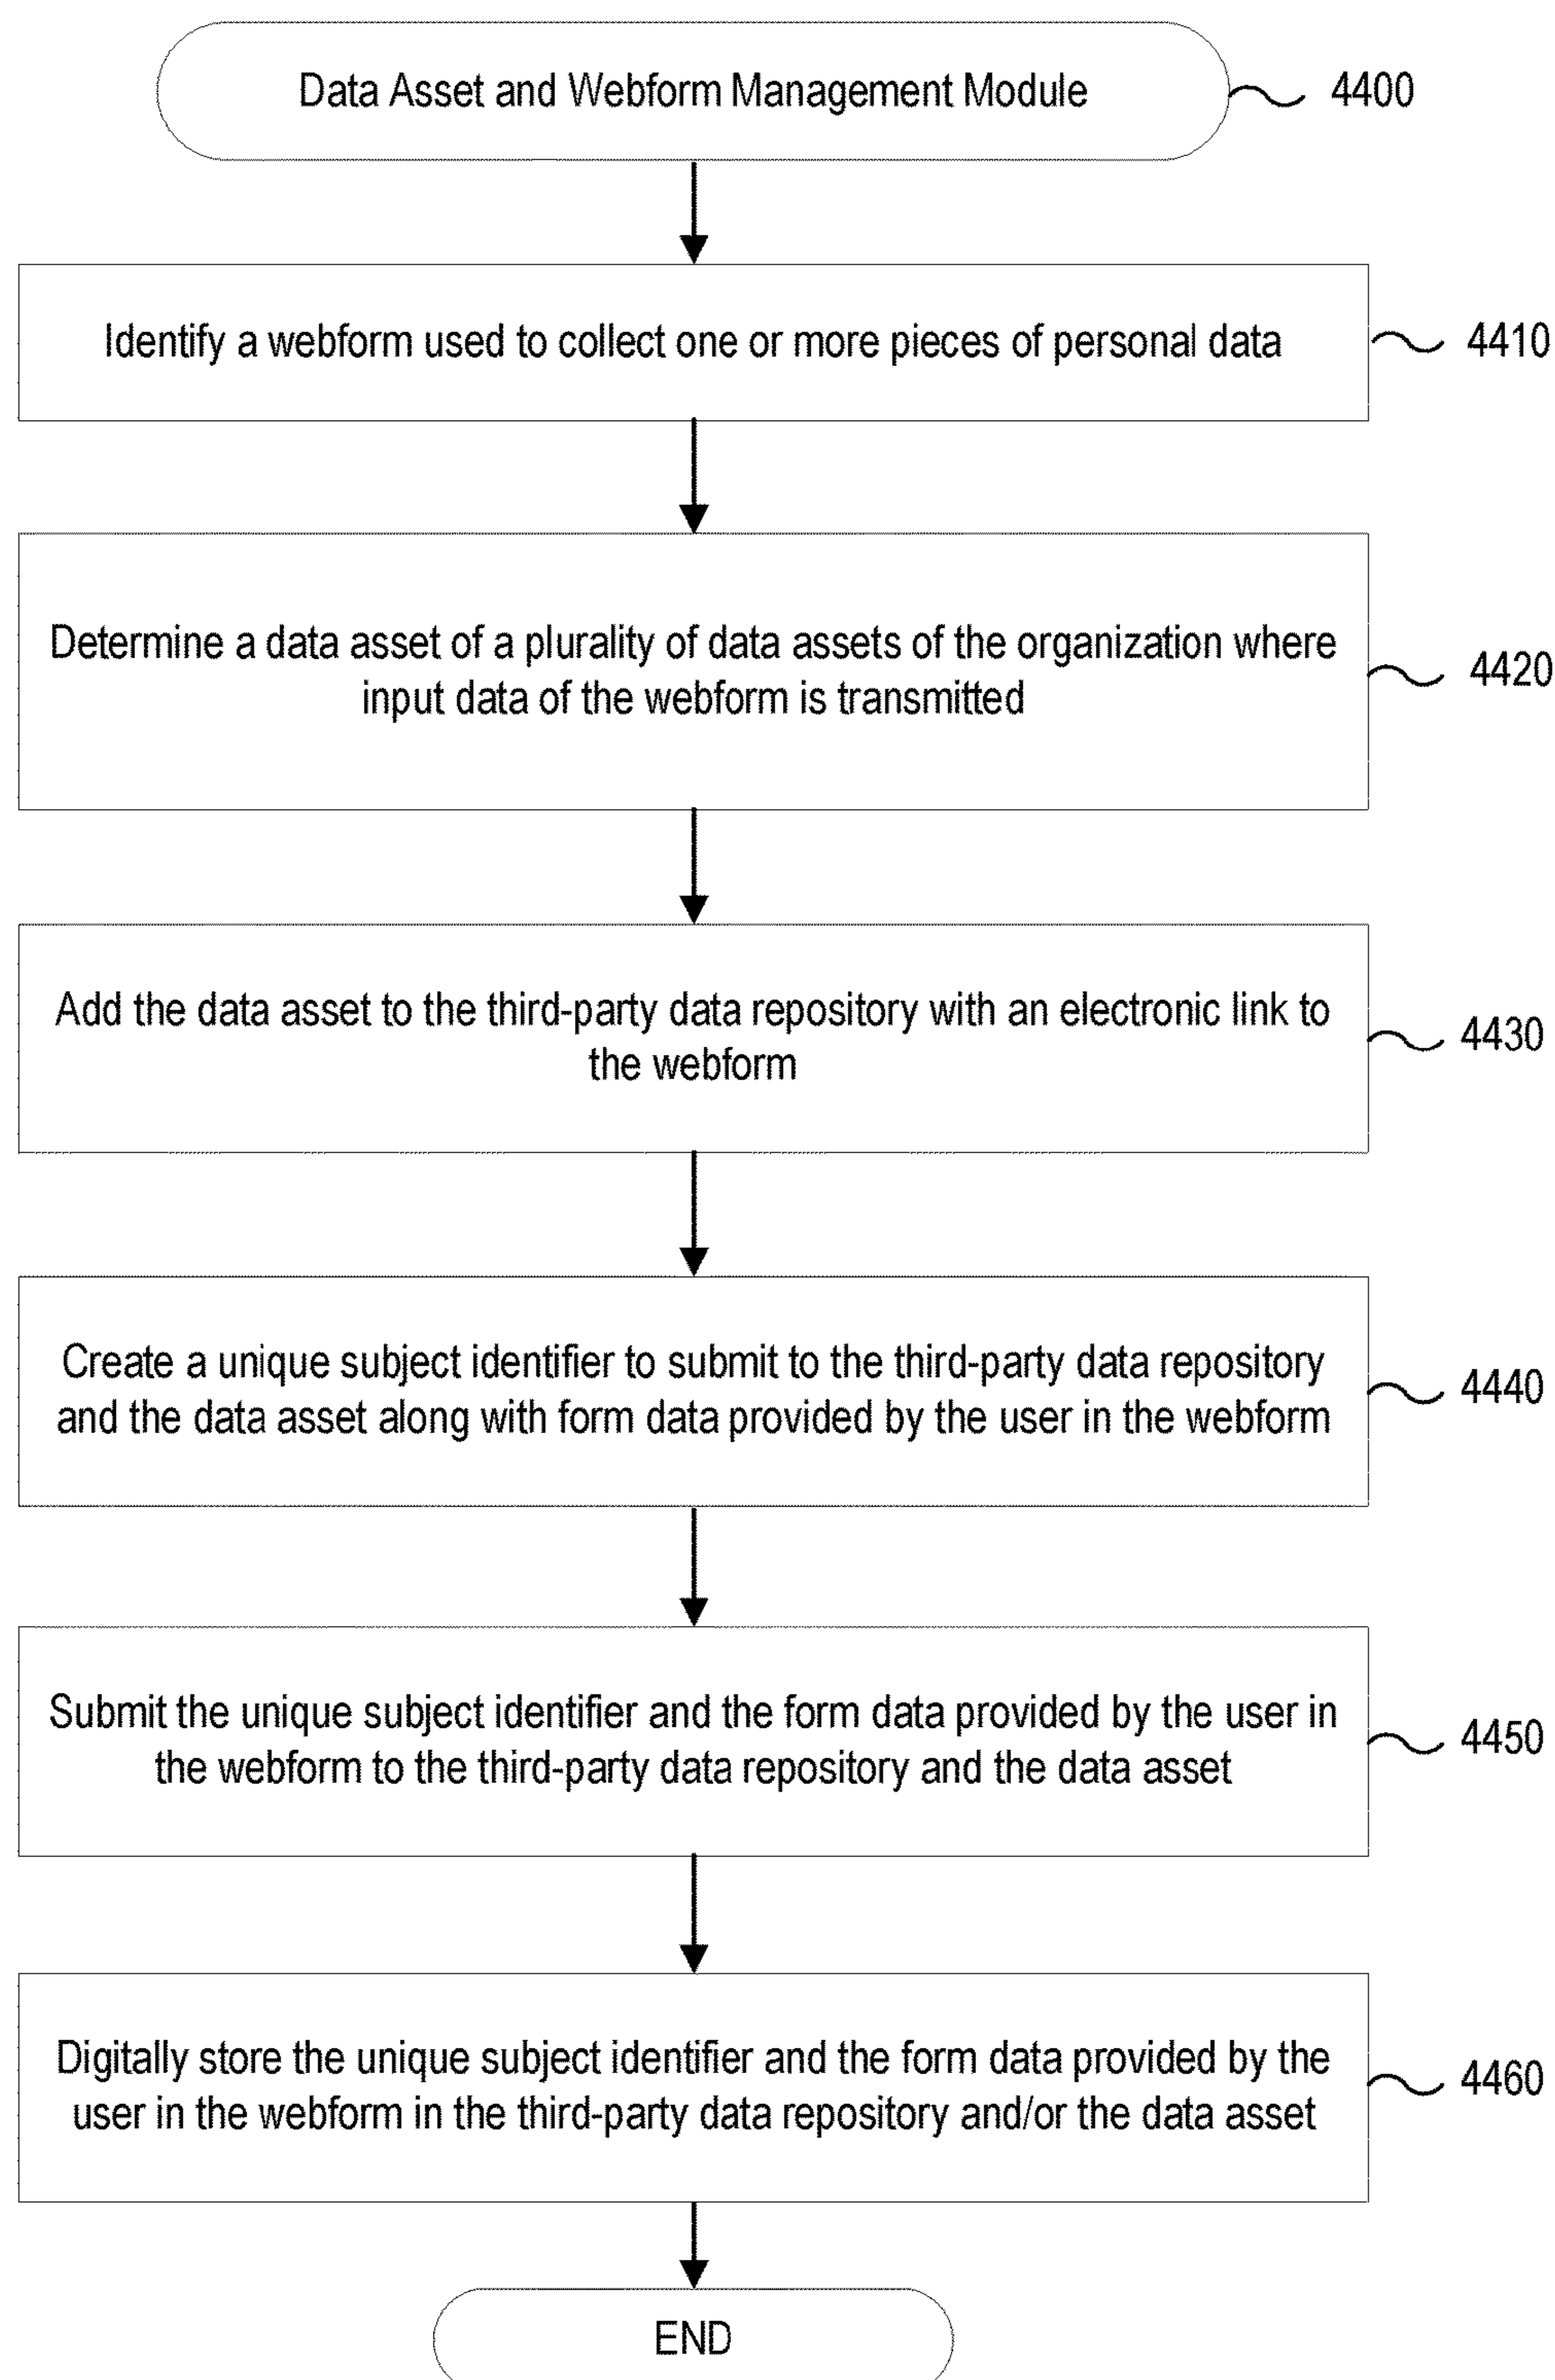 Data Asset and Webform Management Module
4400
Identify a webform used to collect one or more pieces of personal data
4410
Determine a data asset of a plurality of data assets of the organization where
input data of the webform is transmitted
4420
Add the data asset to the third-party data repository with an electronic link to
the webform
4430
Create a unique subject identifier to submit to the third-party data repository
and the data asset along with form data provided by the user in the webform
4440
Submit the unique subject identifier and the form data provided by the user in
the webform to the third-party data repository and the data asset
4450
Digitally store the unique subject identifier and the form data provided by the
user in the webform in the third-party data repository and/or the data asset
4460
END